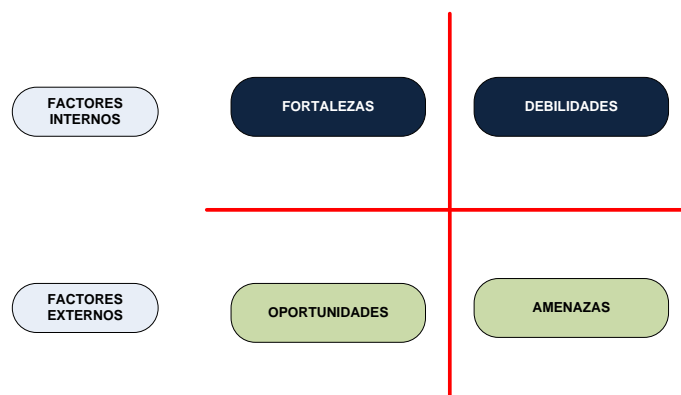 FACTORES
INTERNOS
FORTALEZAS
DEBILIDADES
FACTORES
EXTERNOS
OPORTUNIDADES
AMENAZAS